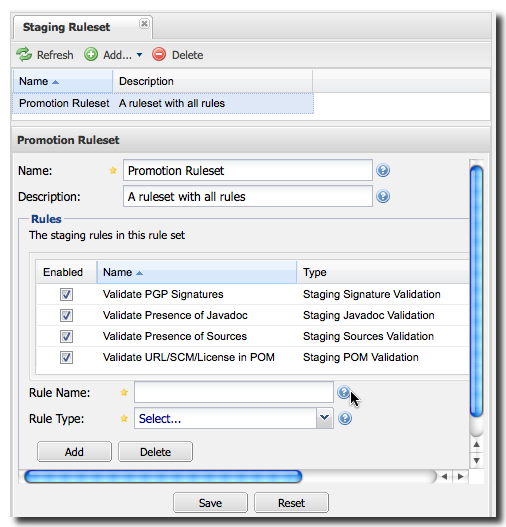 Staging Ruleset
Refresh Add... Delete
Name Description
Promotion Ruleset A ruleset with all rules
Promotion Ruleset
Name: Promotion Ruleset
Description: A ruleset with all rules
Rules
The staging rules in this rule set
Enabled Name Type
Validate PGP Signatures Staging Signature Validation
Validate Presence of Javadoc Staging Javadoc Validation
Validate Presence of Sources Staging Sources Validation
Validate URL/SCM/License in POM Staging POM Validation
Rule Name:
Rule Type: Select...
Add Delete
Save Reset